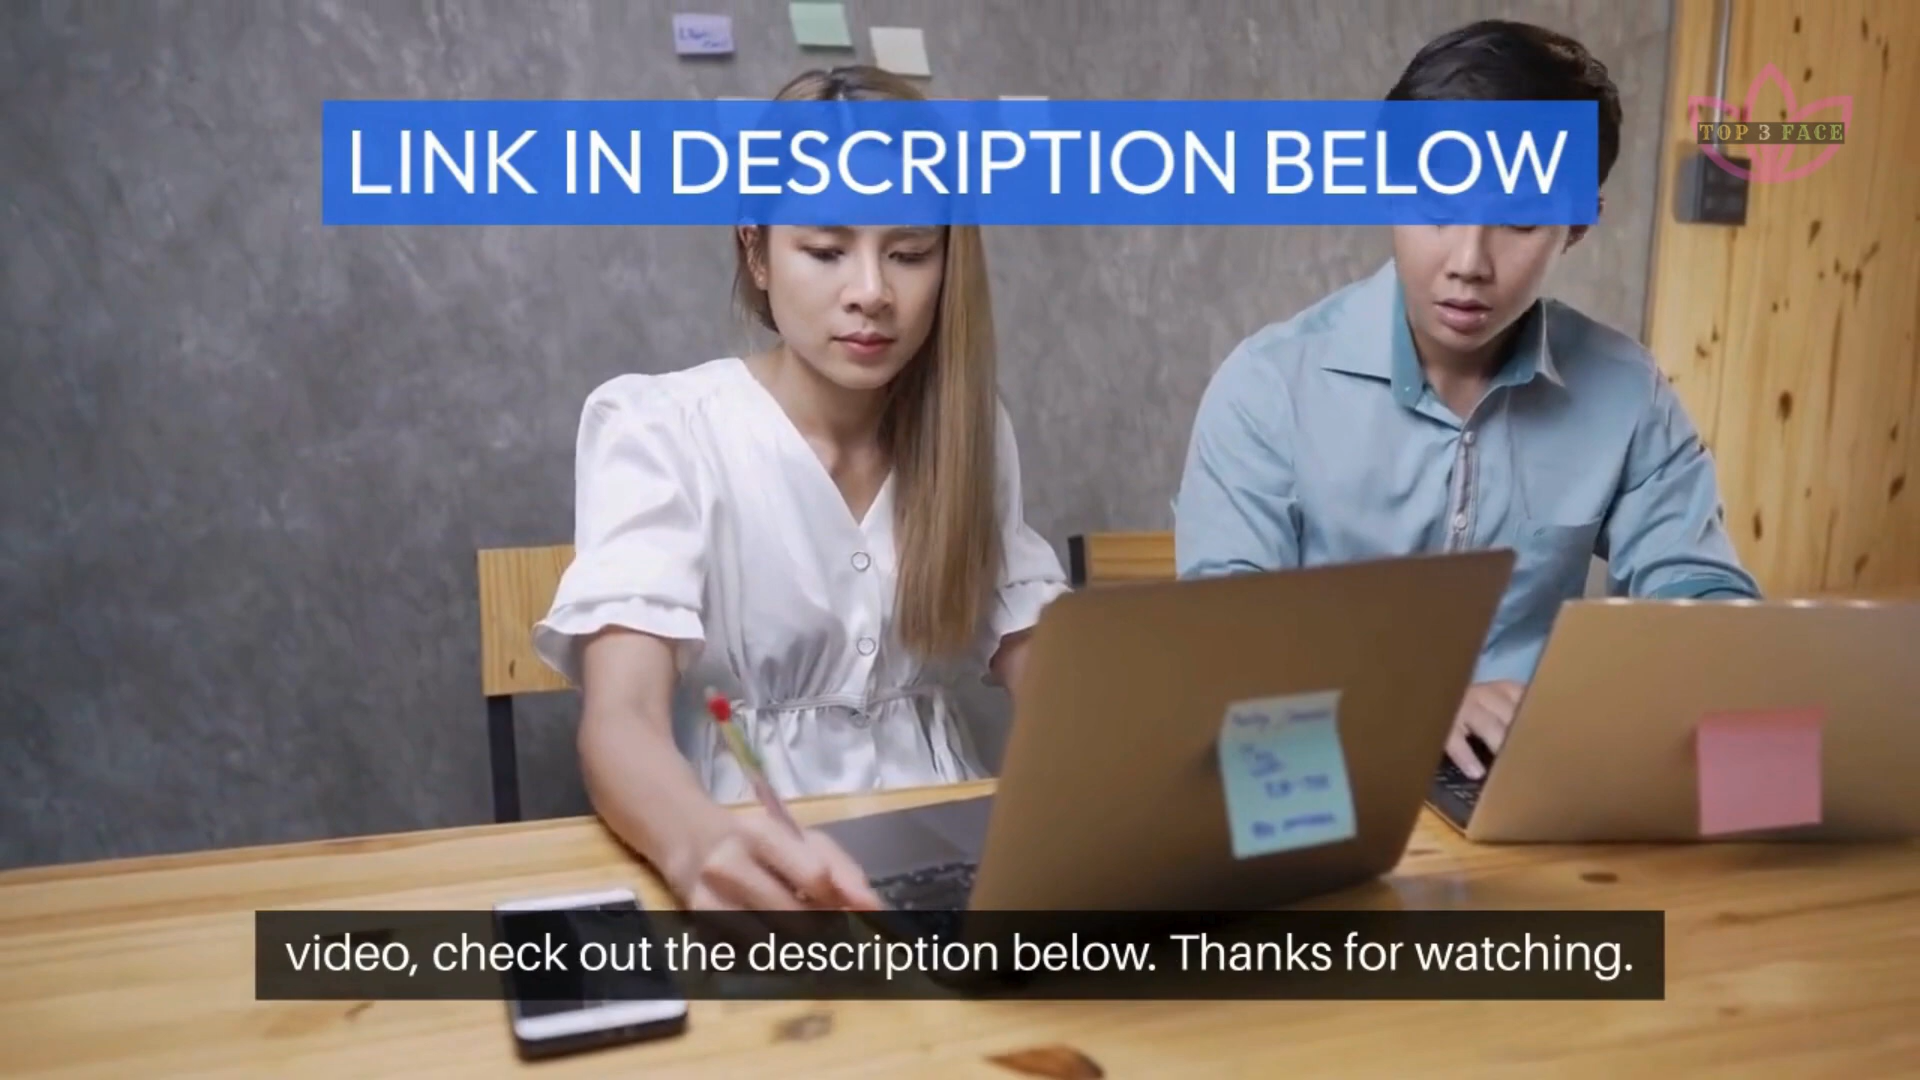 LINK IN DESCRIPTION BELOW
TOP 3 FACE
video, check out the description below. Thanks for watching.